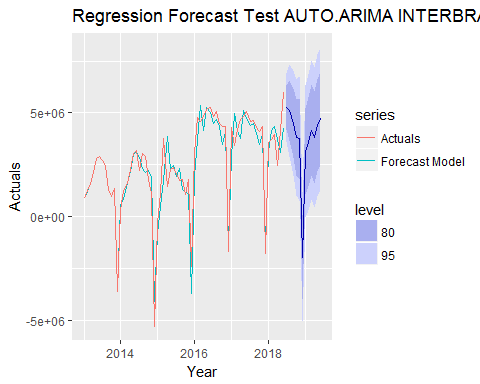 Regression Forecast Test AUTO.ARIMA INTERBRA
5e+06
0e+00
-5e+06
Actuals
2014
2016
2018
Year
series
Actuals
Forecast Model
level
80
95